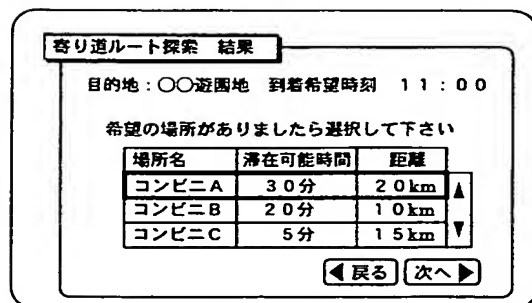 寄り道ルート探索 結果
目的地：〇〇遊園地 到着希望時刻 11：00
希望の場所がありましたら選択して下さい
場所名 滞在可能時間 距離
コンビニA 30分 20km ▲
コンビニB 20分 10km
コンビニC 5分 15km ▼
◀戻る 次へ▶